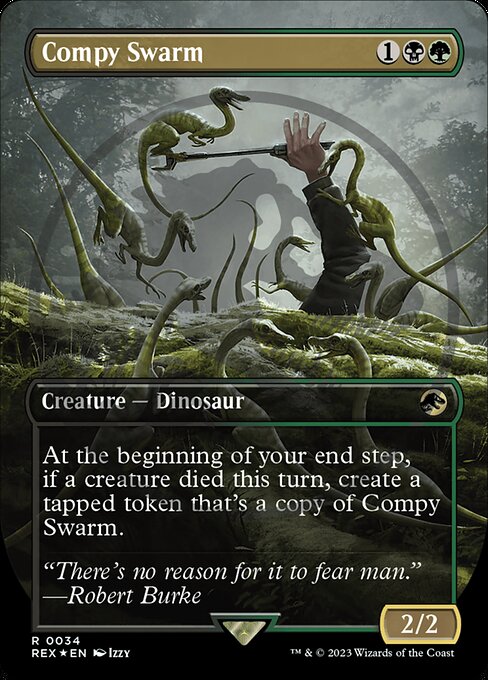 Compy Swarm
1
Creature — Dinosaur
At the beginning of your end step,
if a creature died this turn, create a
tapped token that's a copy of Compy
Swarm.
“There's no reason for it to fear man.”
—Robert Burke
2/2
R 0034
REX★EN Izzy
™ & © 2023 Wizards of the Coast